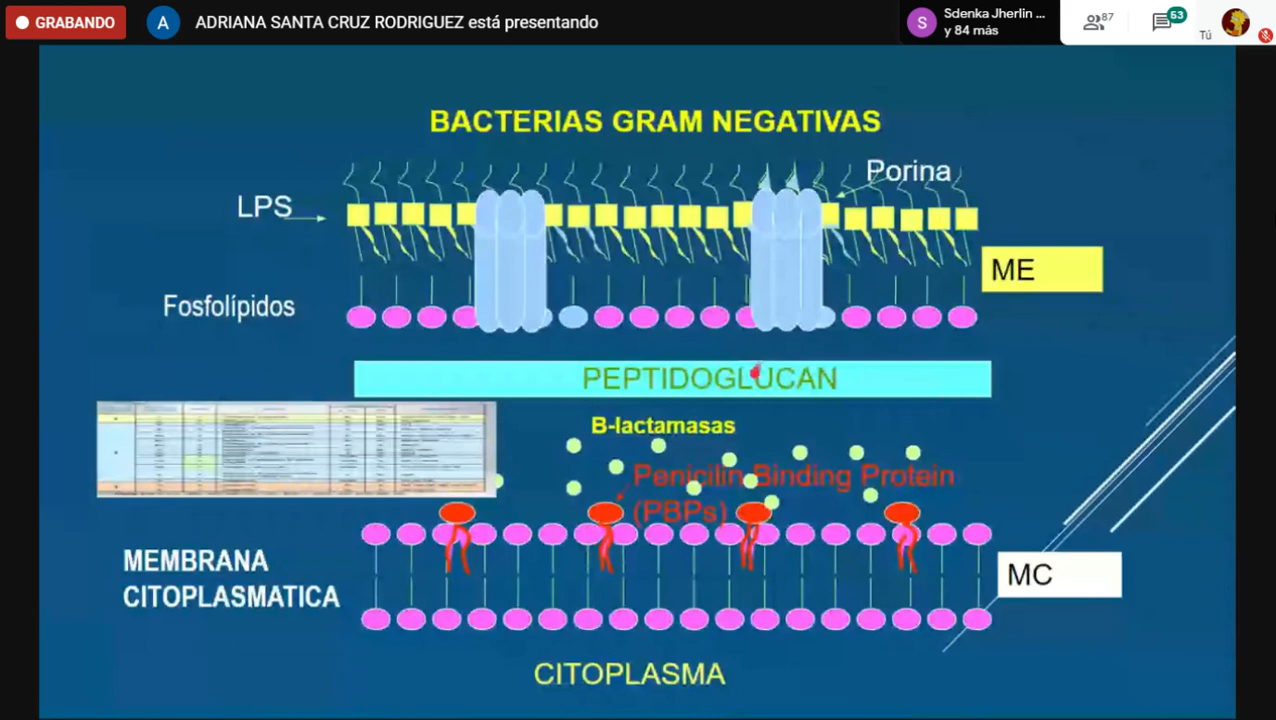 GRABANDO
A
ADRIANA SANTA CRUZ RODRIGUEZ está presentando
S
Sdenka Jherlin ...
y 84 más
87
53
Tú
BACTERIAS GRAM NEGATIVAS
Porina
LPS
ME
Fosfolípidos
PEPTIDOGLUCAN
B-lactamasas
Penicilin Binding Protein
(PBPs)
MEMBRANA
CITOPLASMATICA
MC
CITOPLASMA